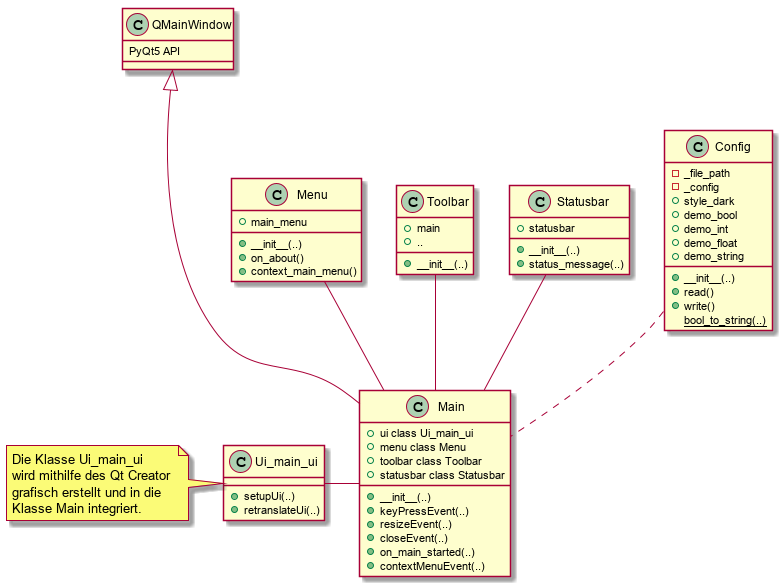 C QMainWindow
PyQt5 API
C Config
_file_path
_config
style_dark
demo_bool
demo_int
demo_float
demo_string
__init__(..)
read()
write()
bool_to_string(..)
C Menu
main_menu
__init__(..)
on_about()
context_main_menu()
C Toolbar
main
..
__init__(..)
C Statusbar
statusbar
__init__(..)
status_message(..)
C Main
ui class Ui_main_ui
menu class Menu
toolbar class Toolbar
statusbar class Statusbar
__init__(..)
keyPressEvent(..)
resizeEvent(..)
closeEvent(..)
on_main_started(..)
contextMenuEvent(..)
C Ui_main_ui
setupUi(..)
retranslateUi(..)
Die Klasse Ui_main_ui
wird mithilfe des Qt Creator
grafisch erstellt und in die
Klasse Main integriert.